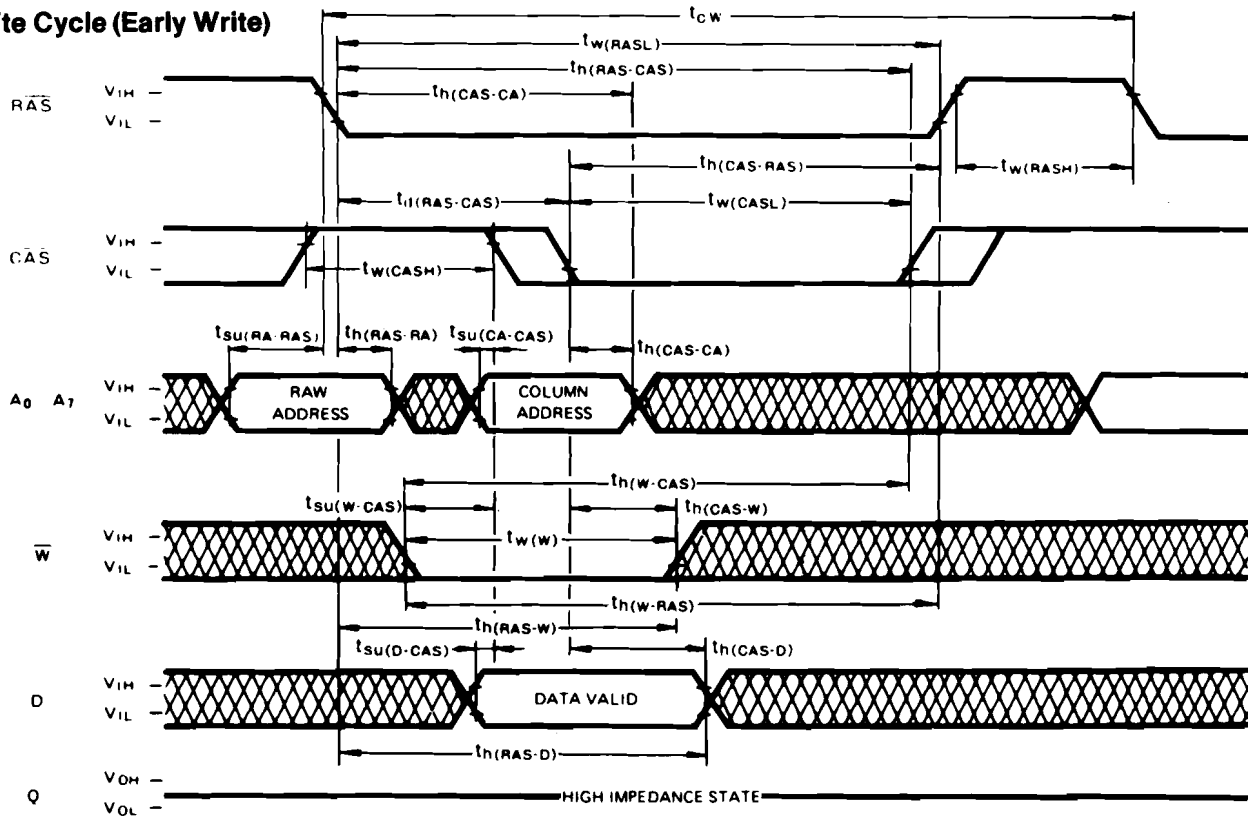 te Cycle (Early Write)
tCW
tW(RASL)
th(RAS-CAS)
th(CAS-CA)
RAS
VIH
VIL
th(CAS-RAS)
tW(RASH)
td(RAS-CAS)
tW(CASL)
CAS
VIH
VIL
tW(CASH)
tSU(RA-RAS)
th(RAS-RA)
tSU(CA-CAS)
th(CAS-CA)
A0 A7
VIH
VIL
RAW ADDRESS
COLUMN ADDRESS
th(W-CAS)
tSU(W-CAS)
th(CAS-W)
W
VIH
VIL
tW(W)
th(W-RAS)
th(RAS-W)
tSU(D-CAS)
th(CAS-D)
D
VIH
VIL
DATA VALID
th(RAS-D)
Q
VOH
VOL
HIGH IMPEDANCE STATE